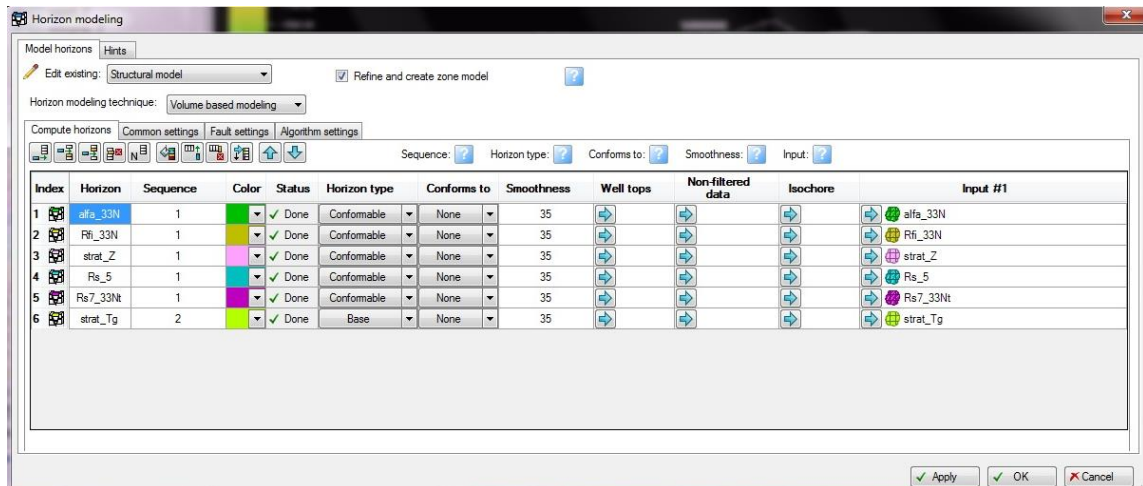 Horizon modeling
Model horizons Hints
Edit existing: Structural model Refine and create zone model ?
Horizon modeling technique: Volume based modeling
Compute horizons Common settings Fault settings Algorithm settings
N Sequence: ? Horizon type: ? Conforms to: ? Smoothness: ? Input: ?
Index Horizon Sequence Color Status Horizon type Conforms to Smoothness Well tops Non-filtered data Isochore Input #1
1 alfa_33N 1 Done Conformable None 35 alfa_33N
2 Rfi_33N 1 Done Conformable None 35 Rfi_33N
3 strat_Z 1 Done Conformable None 35 strat_Z
4 Rs_5 1 Done Conformable None 35 Rs_5
5 Rs7_33Nt 1 Done Conformable None 35 Rs7_33Nt
6 strat_Tg 2 Done Base None 35 strat_Tg
Apply OK Cancel